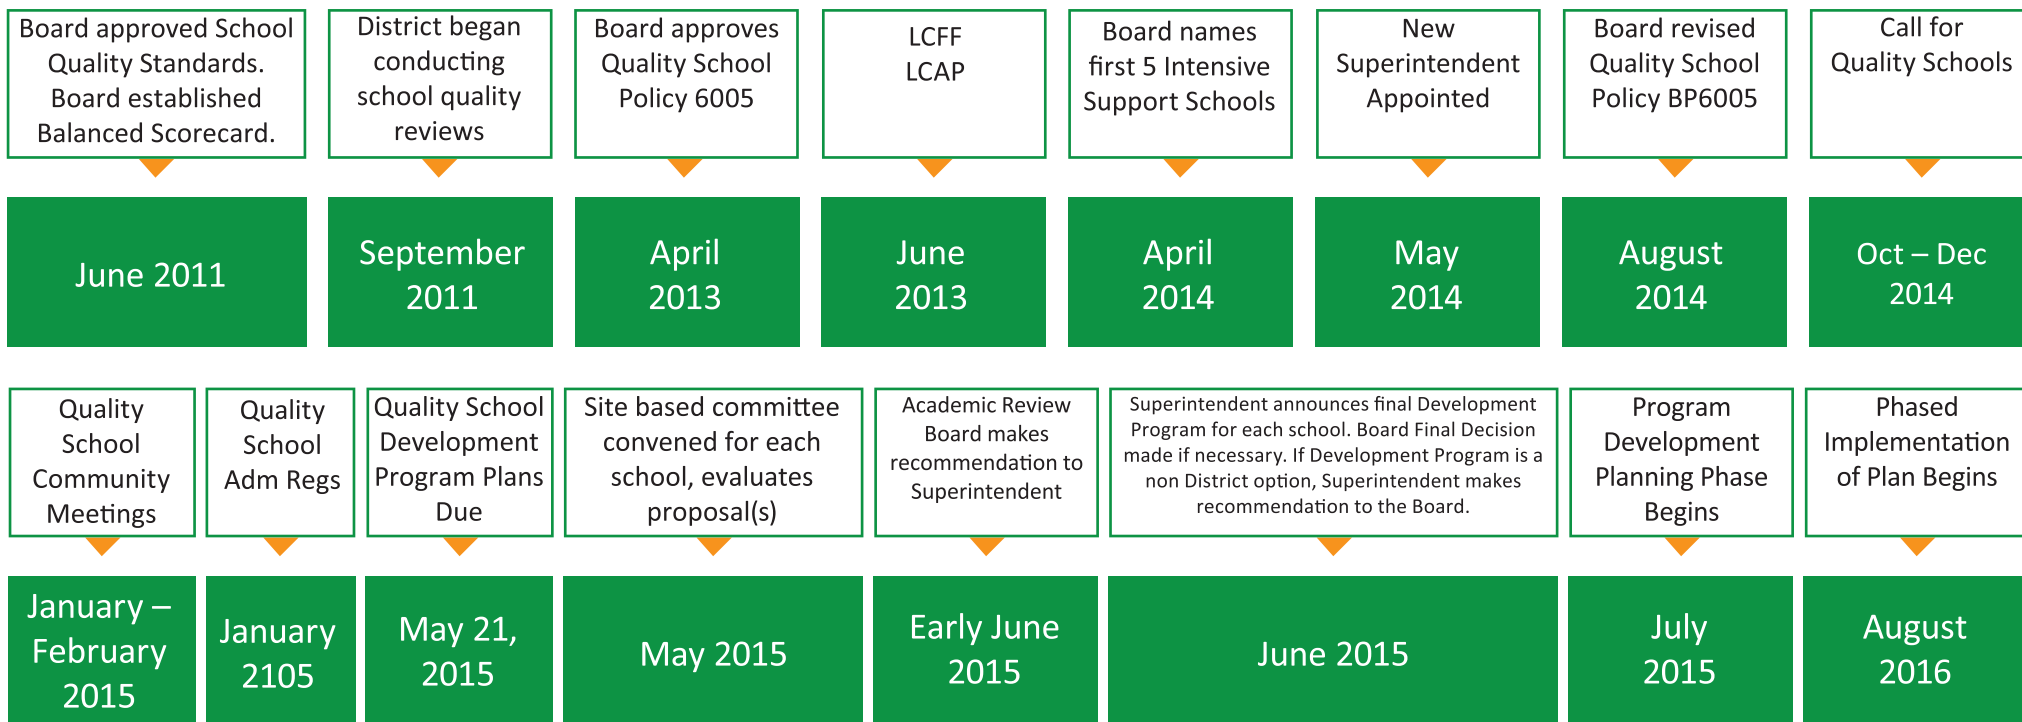 Board approved School
Quality Standards.
Board established
Balanced Scorecard.
District began
conducting
school quality
reviews
Board approves
Quality School
Policy 6005
LCFF
LCAP
Board names
first 5 Intensive
Support Schools
New
Superintendent
Appointed
Board revised
Quality School
Policy BP6005
Call for
Quality Schools
June 2011
September
2011
April
2013
June
2013
April
2014
May
2014
August
2014
Oct – Dec
2014
Quality
School
Community
Meetings
Quality
School
Adm Regs
Quality School
Development
Program Plans
Due
Site based committee
convened for each
school, evaluates
proposal(s)
Academic Review
Board makes
recommendation to
Superintendent
Superintendent announces final Development
Program for each school. Board Final Decision
made if necessary. If Development Program is a
non District option, Superintendent makes
recommendation to the Board.
Program
Development
Planning Phase
Begins
Phased
Implementation
of Plan Begins
January –
February
2015
January
2105
May 21,
2015
May 2015
Early June
2015
June 2015
July
2015
August
2016